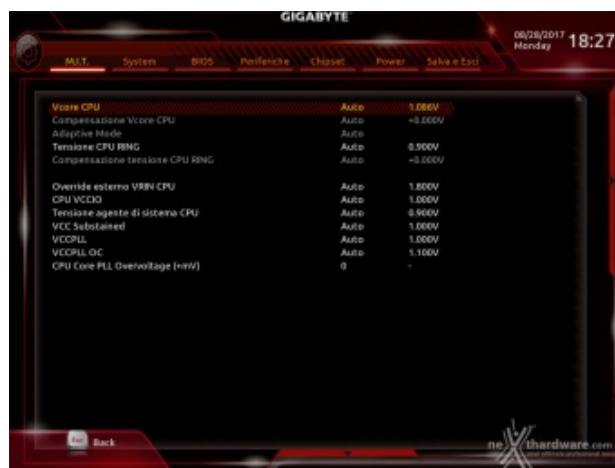 GIGABYTE
08/28/2017 18:27
Monday
M.I.T. System BIOS Periferiche Chipset Power Salva e Esci
Vcore CPU Auto 1.086V
Compensazione Vcore CPU Auto +0.000V
Adaptive Mode Auto
Tensione CPU RING Auto 0.900V
Compensazione tensione CPU RING Auto +0.000V
Override esterno VRIN CPU Auto 1.800V
CPU VCCIO Auto 1.000V
Tensione agente di sistema CPU Auto 0.900V
VCC Substained Auto 1.000V
VCCPLL Auto 1.000V
VCCPLL OC Auto 1.100V
CPU Core PLL Overvoltage (+mV) 0 -
Esc Back
nexthardware.com